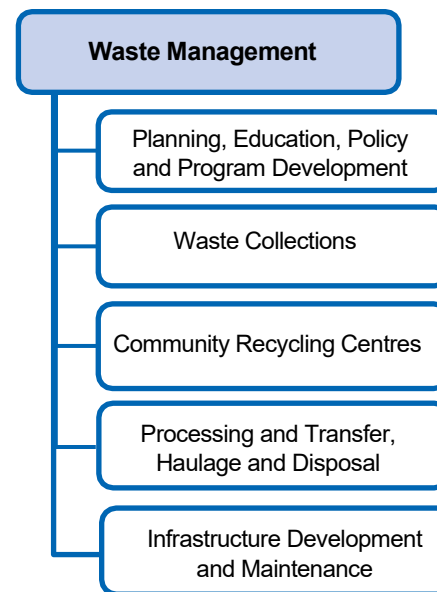 Waste Management
Planning, Education, Policy
and Program Development
Waste Collections
Community Recycling Centres
Processing and Transfer,
Haulage and Disposal
Infrastructure Development
and Maintenance